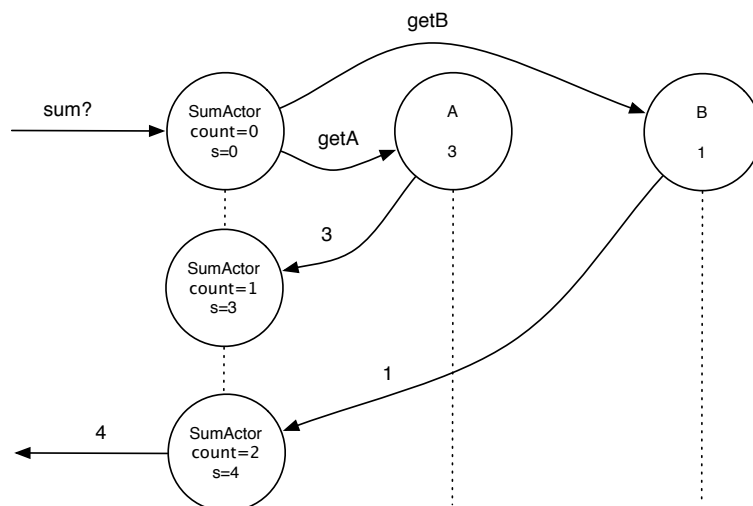 getB
sum?
SumActor
count=0
s=0
getA
A
3
B
1
3
SumActor
count=1
s=3
1
4
SumActor
count=2
s=4